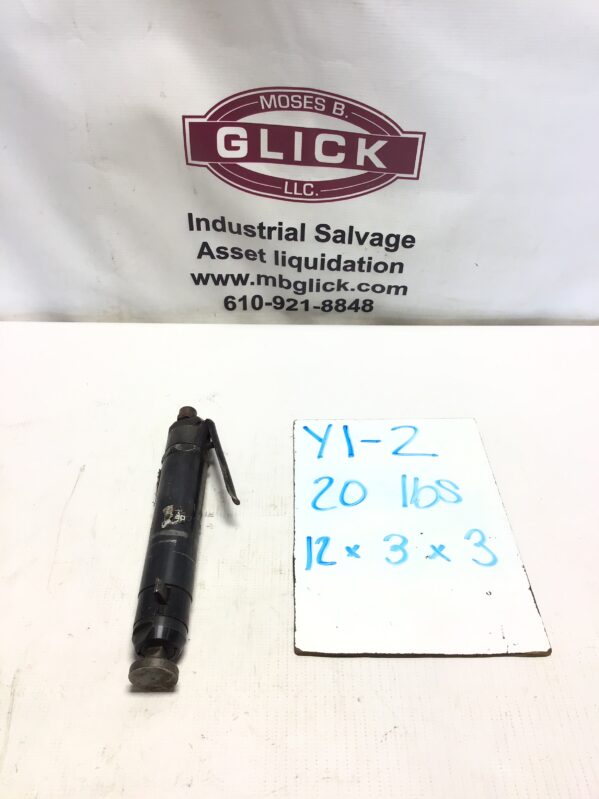 MOSES B.
GLICK
LLC.
Industrial Salvage
Asset liquidation
www.mbglick.com
610-921-8848
Y1-2
20 lbs
12 x 3 x 3